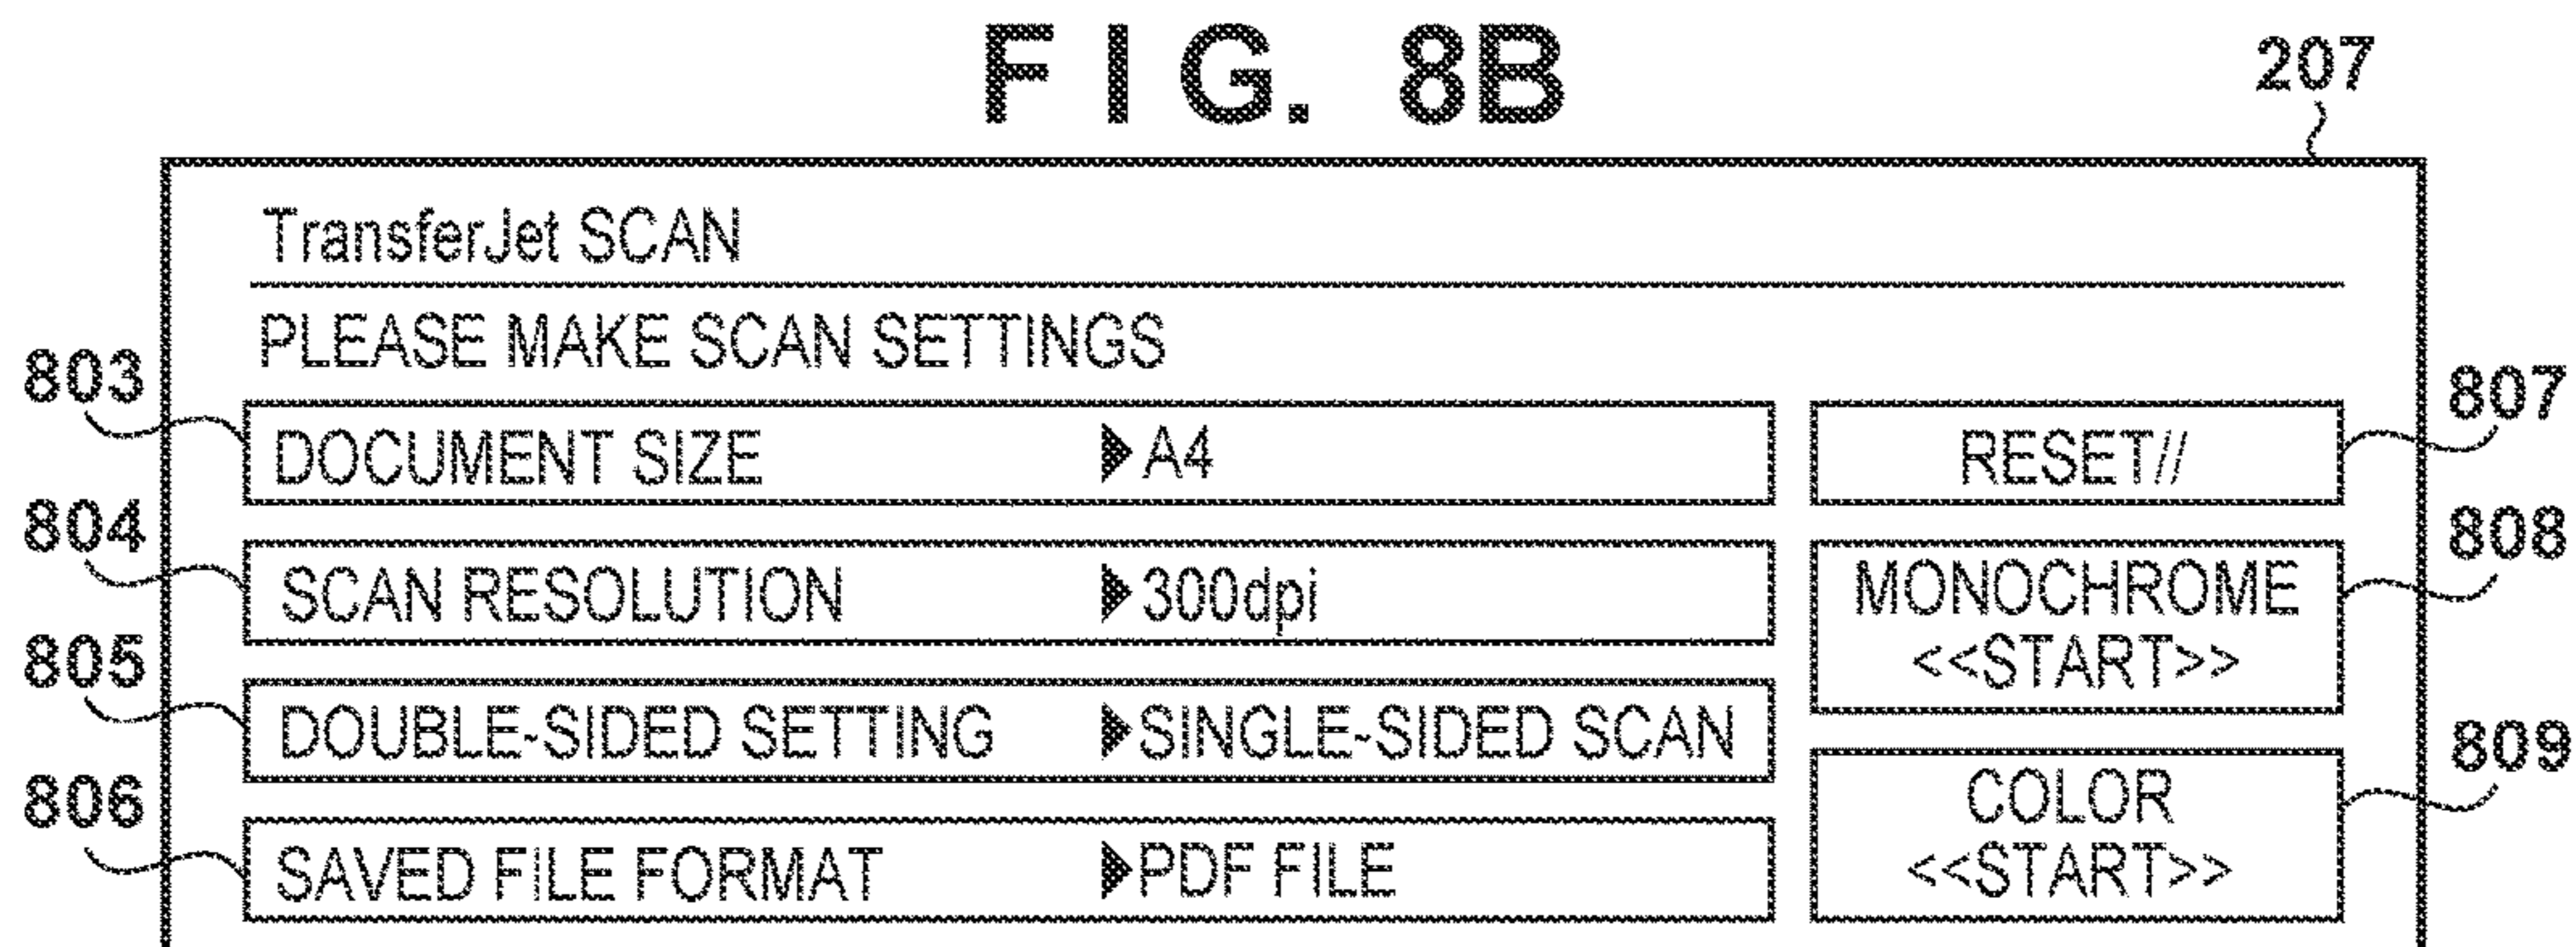 FIG. 8B
207
TransferJet SCAN
PLEASE MAKE SCAN SETTINGS
803
DOCUMENT SIZE ▶A4
RESET//
807
804
SCAN RESOLUTION ▶300dpi
MONOCHROME
<<START>>
808
805
DOUBLE-SIDED SETTING ▶SINGLE-SIDED SCAN
COLOR
<<START>>
809
806
SAVED FILE FORMAT ▶PDF FILE